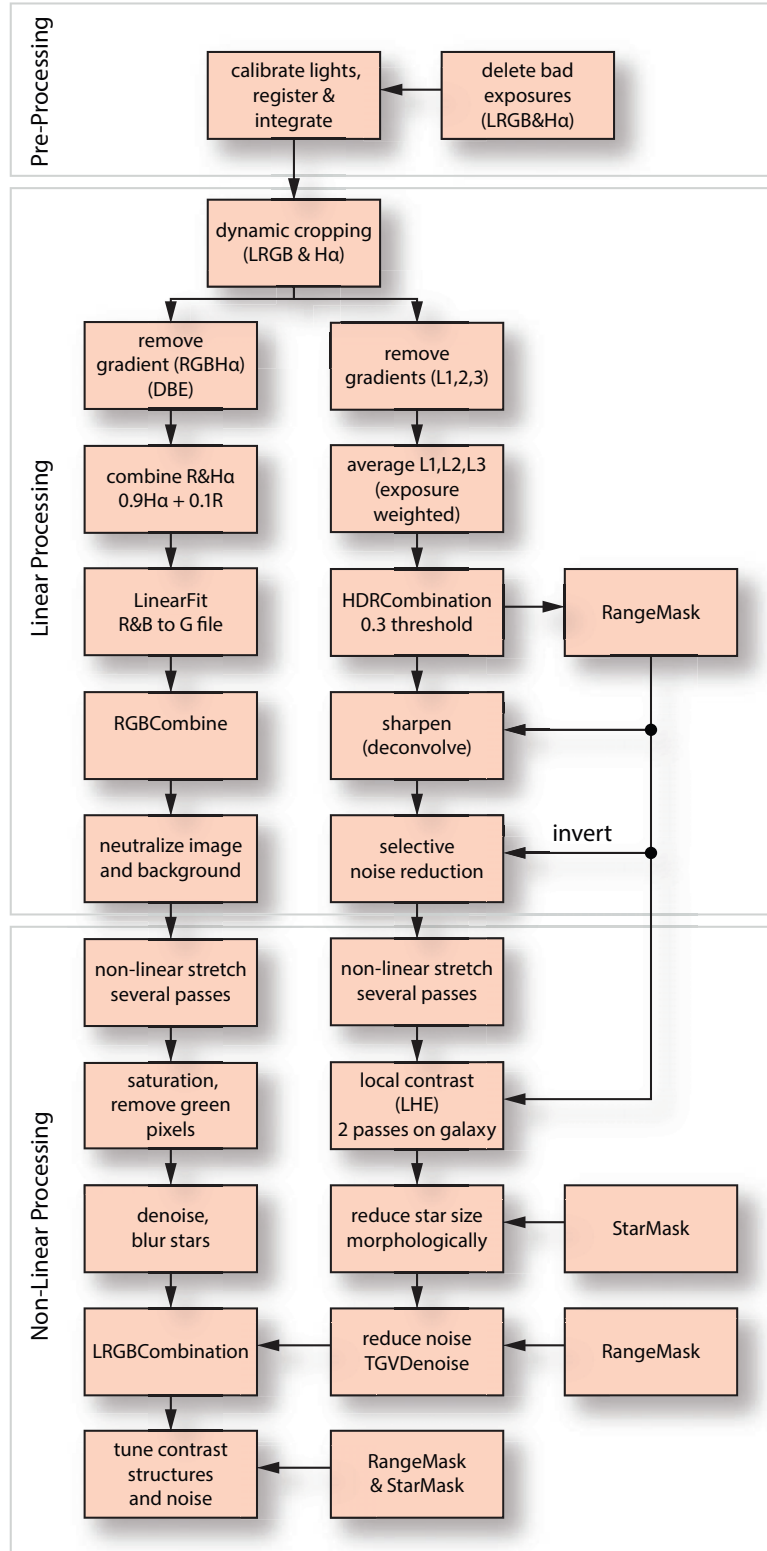 Pre-Processing
calibrate lights,
register &
integrate
delete bad
exposures
(LRGB&Hα)
Linear Processing
dynamic cropping
(LRGB & Hα)
remove
gradient (RGBHα)
(DBE)
remove
gradients (L1,2,3)
combine R&Hα
0.9Hα + 0.1R
average L1,L2,L3
(exposure
weighted)
LinearFit
R&B to G file
HDRCombination
0.3 threshold
RangeMask
RGBCombine
sharpen
(deconvolve)
neutralize image
and background
selective
noise reduction
invert
Non-Linear Processing
non-linear stretch
several passes
non-linear stretch
several passes
saturation,
remove green
pixels
local contrast
(LHE)
2 passes on galaxy
denoise,
blur stars
reduce star size
morphologically
StarMask
LRGBCombination
reduce noise
TGVDenoise
RangeMask
tune contrast
structures
and noise
RangeMask
& StarMask